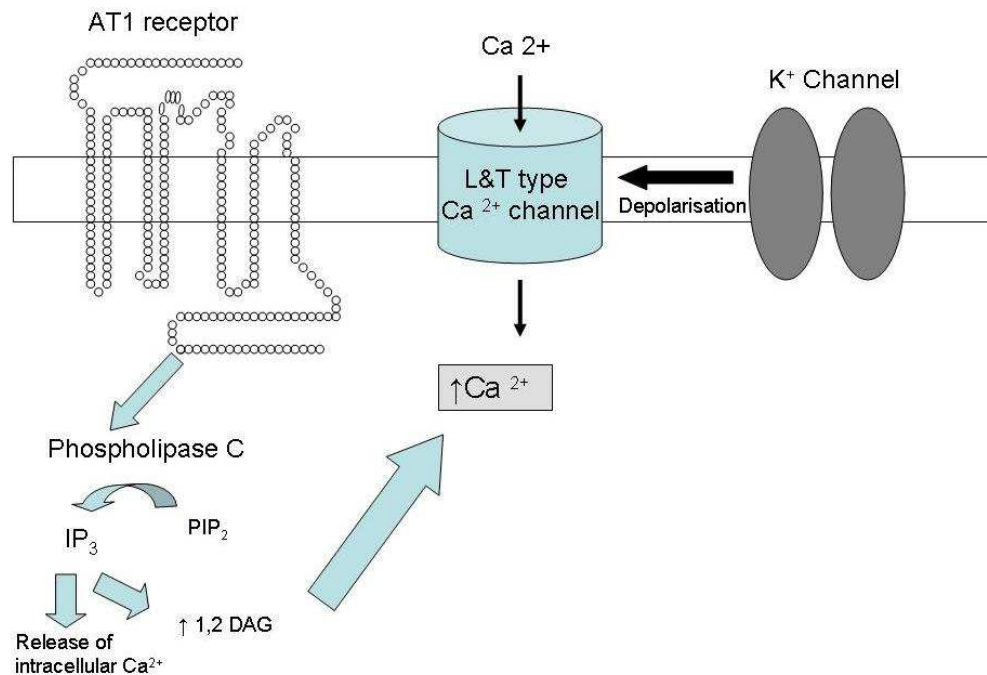 AT1 receptor
Ca 2+
K⁺ Channel
L&T type
Ca ²⁺ channel
Depolarisation
↑Ca ²⁺
Phospholipase C
PIP₂
IP₃
↑ 1,2 DAG
Release of
intracellular Ca²⁺